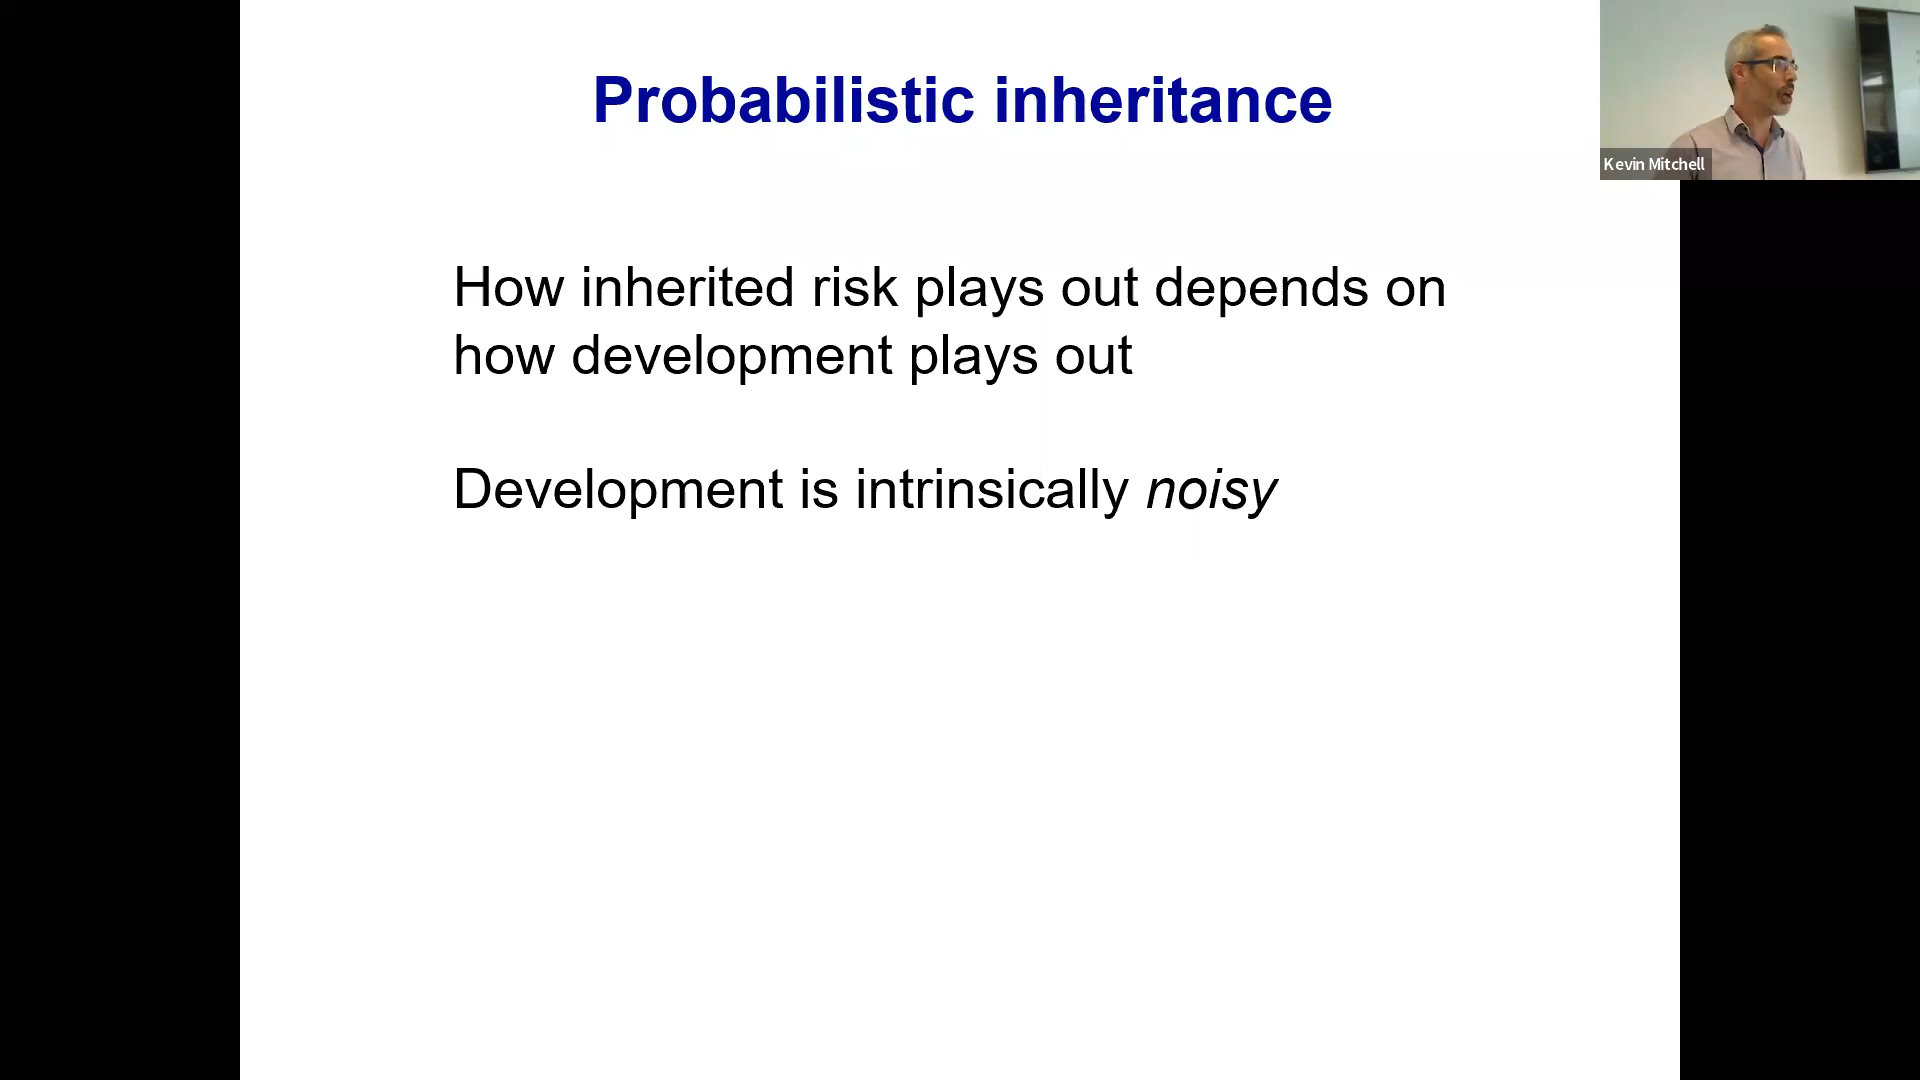 Probabilistic inheritance
Kevin Mitchell
How inherited risk plays out depends on
how development plays out
Development is intrinsically noisy